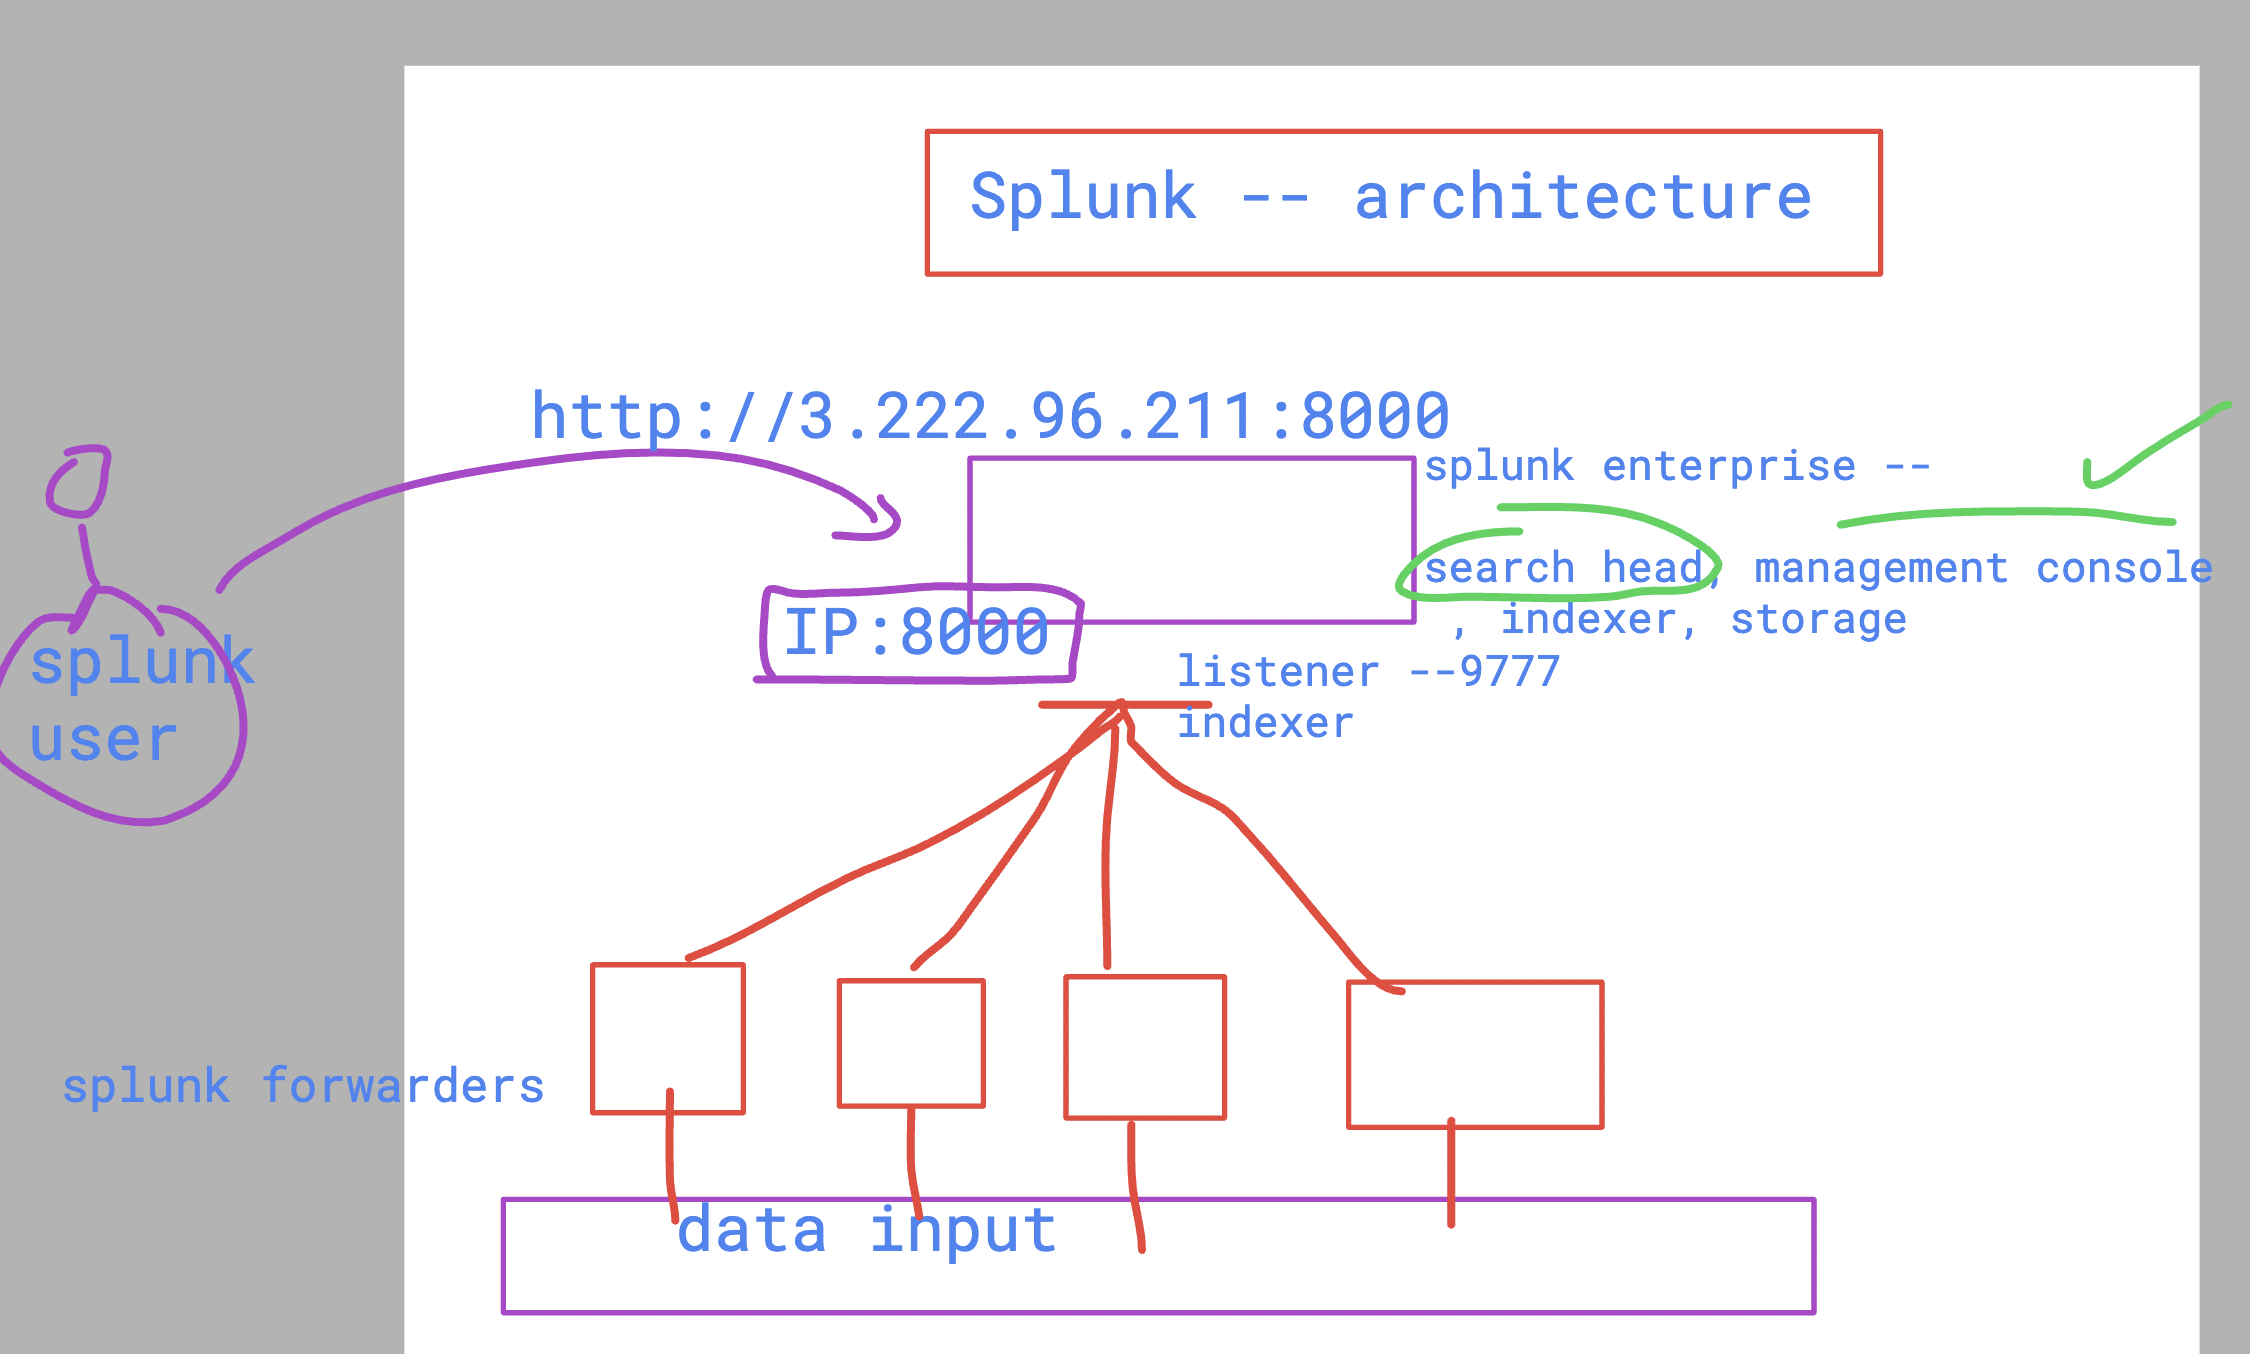 Splunk -- architecture
http://3.222.96.211:8000
splunk enterprise --
search head, management console
, indexer, storage
IP:8000
splunk
user
listener --9777
indexer
splunk forwarders
data input